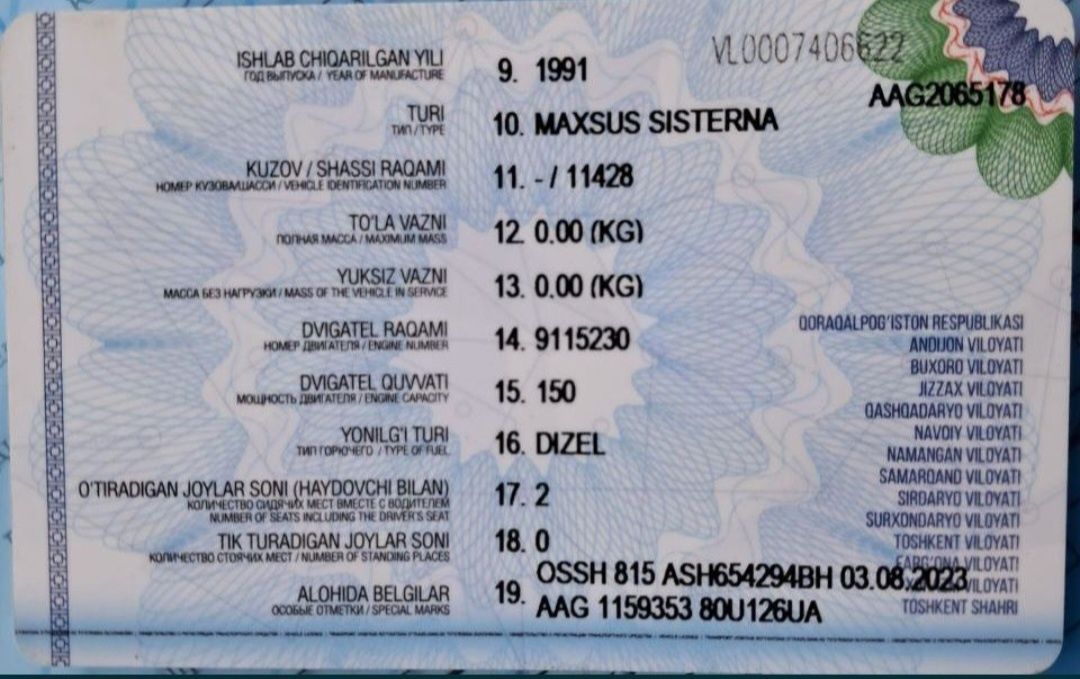 VL0007406622
AAG2065178
ISHLAB CHIQARILGAN YILI
ГОД ВЫПУСКА / YEAR OF MANUFACTURE
9. 1991
TURI
ТИП / TYPE
10. MAXSUS SISTERNA
KUZOV / SHASSI RAQAMI
НОМЕР КУЗОВА/ШАССИ / VEHICLE IDENTIFICATION NUMBER
11. - / 11428
TO'LA VAZNI
ПОЛНАЯ МАССА / MAXIMUM MASS
12. 0.00 (KG)
YUKSIZ VAZNI
МАССА БЕЗ НАГРУЗКИ / MASS OF THE VEHICLE IN SERVICE
13. 0.00 (KG)
DVIGATEL RAQAMI
НОМЕР ДВИГАТЕЛЯ / ENGINE NUMBER
14. 9115230
DVIGATEL QUVVATI
МОЩНОСТЬ ДВИГАТЕЛЯ / ENGINE CAPACITY
15. 150
YONILG'I TURI
ТИП ГОРЮЧЕГО / TYPE OF FUEL
16. DIZEL
O'TIRADIGAN JOYLAR SONI (HAYDOVCHI BILAN)
КОЛИЧЕСТВО СИДЯЧИХ МЕСТ ВМЕСТЕ С ВОДИТЕЛЕМ
NUMBER OF SEATS INCLUDING THE DRIVER'S SEAT
17. 2
TIK TURADIGAN JOYLAR SONI
КОЛИЧЕСТВО СТОЯЧИХ МЕСТ / NUMBER OF STANDING PLACES
18. 0
ALOHIDA BELGILAR
ОСОБЫЕ ОТМЕТКИ / SPECIAL MARKS
19. OSSH 815 ASH654294BH 03.08.2023
AAG 1159353 80U126UA
QORAQALPOG'ISTON RESPUBLIKASI
ANDIJON VILOYATI
BUXORO VILOYATI
JIZZAX VILOYATI
QASHQADARYO VILOYATI
NAVOIY VILOYATI
NAMANGAN VILOYATI
SAMARQAND VILOYATI
SIRDARYO VILOYATI
SURXONDARYO VILOYATI
TOSHKENT VILOYATI
FARG'ONA VILOYATI
VILOYATI
TOSHKENT SHAHRI